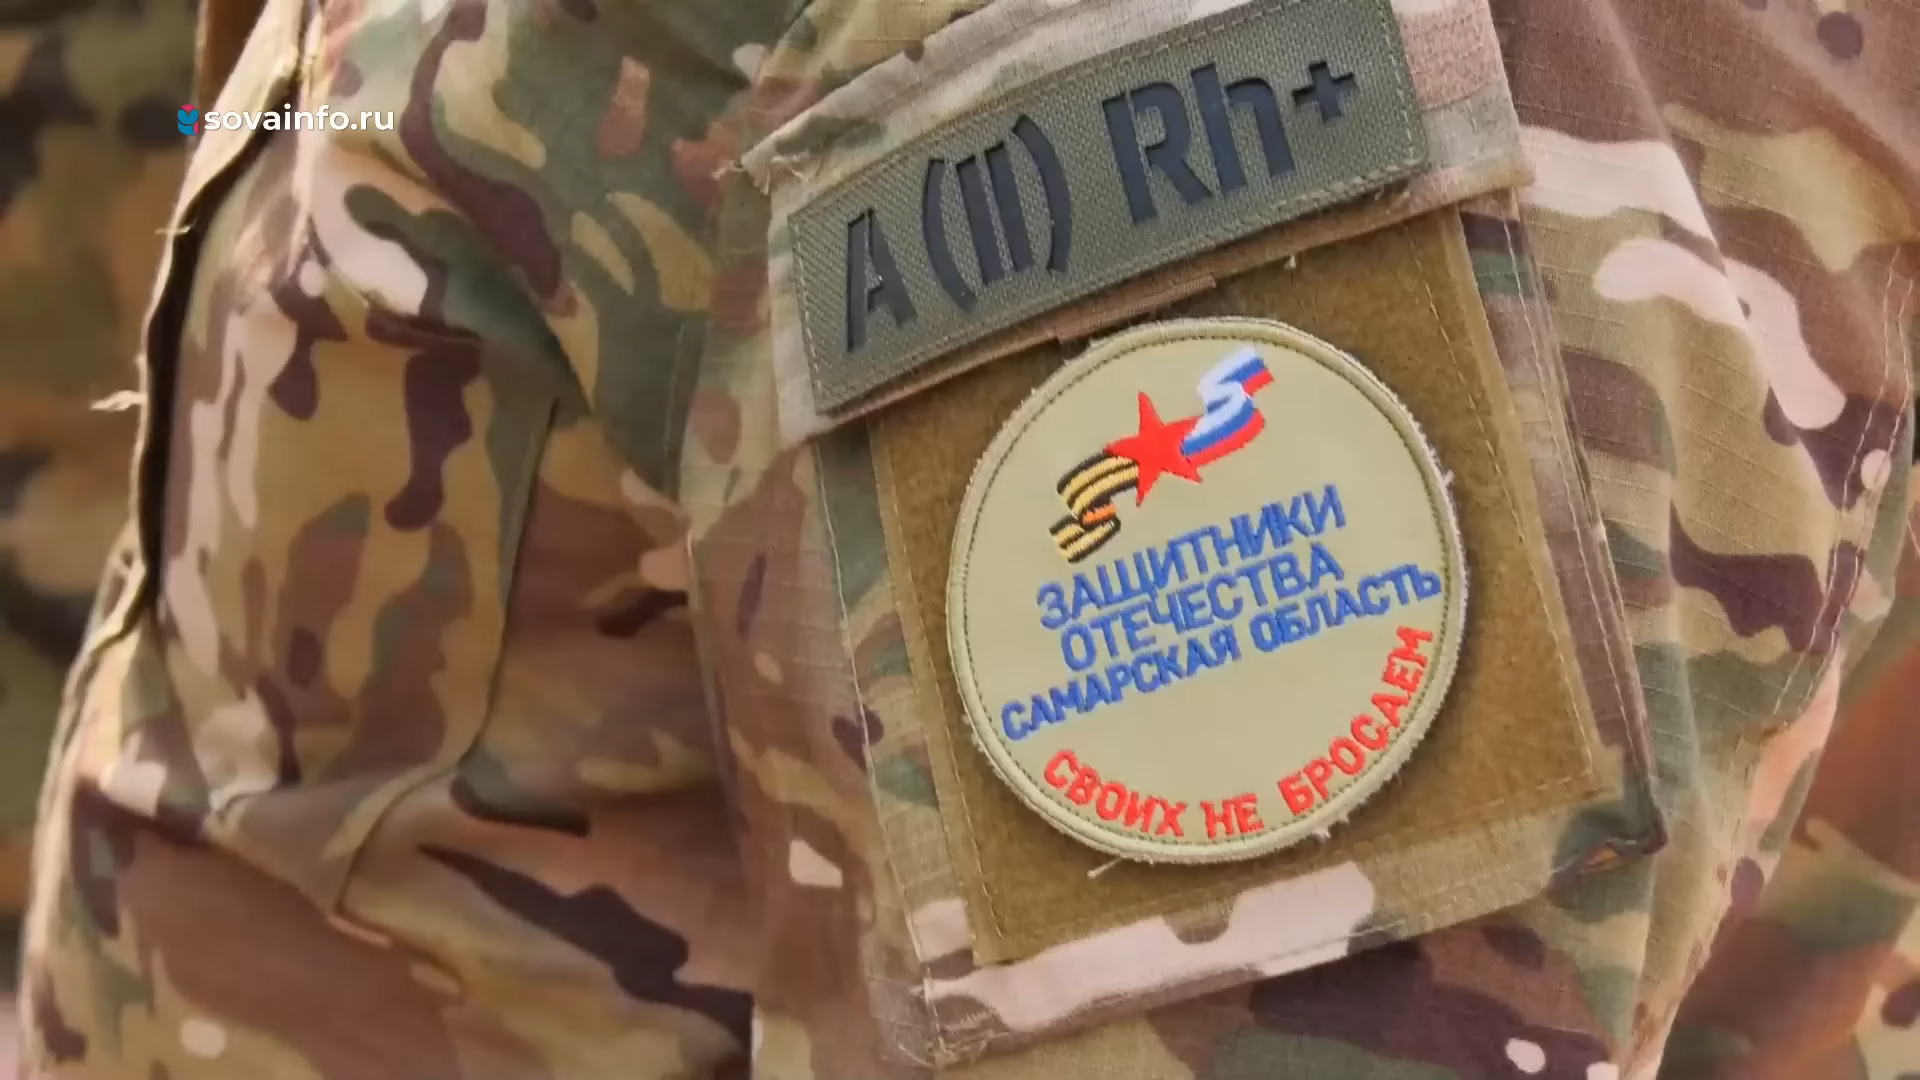 sovainfo.ru
A (II) Rh+
ЗАЩИТНИКИ
ОТЕЧЕСТВА
САМАРСКАЯ ОБЛАСТЬ
СВОИХ НЕ БРОСАЕМ